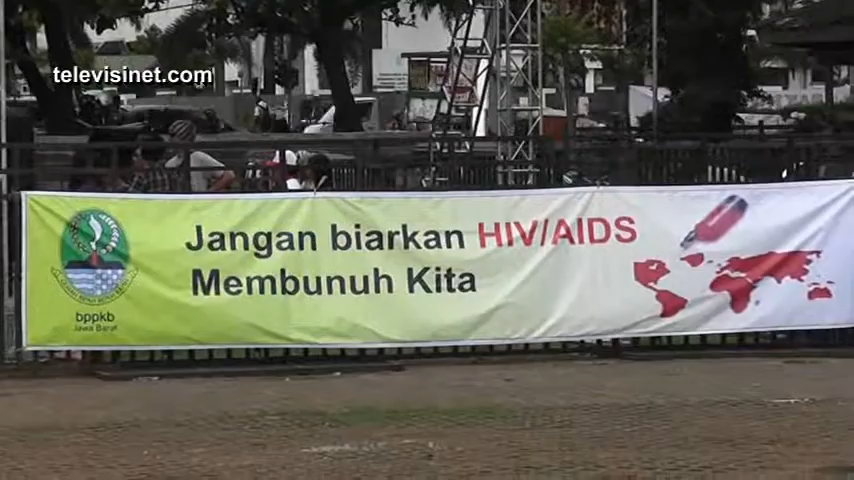 televisinet.com
Jangan biarkan HIV/AIDS
Membunuh Kita
bppkb
Jawa Barat